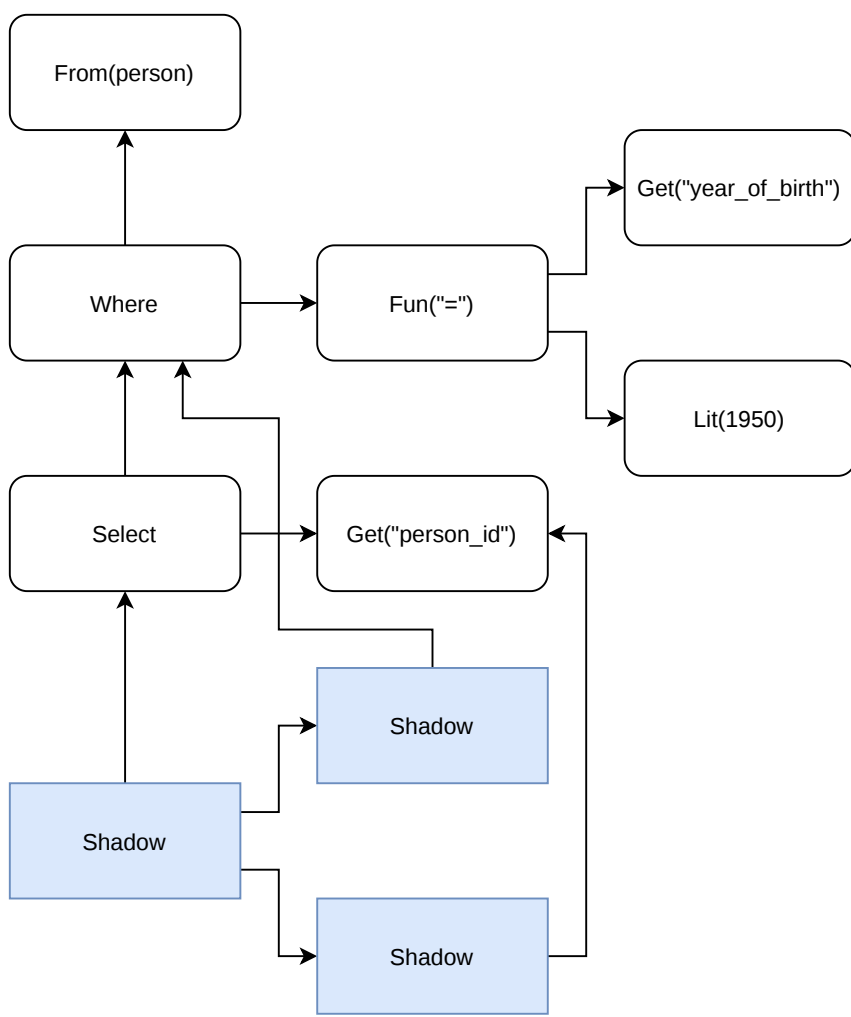 From(person)
Get("year_of_birth")
Where
Fun("=")
Lit(1950)
Select
Get("person_id")
Shadow
Shadow
Shadow